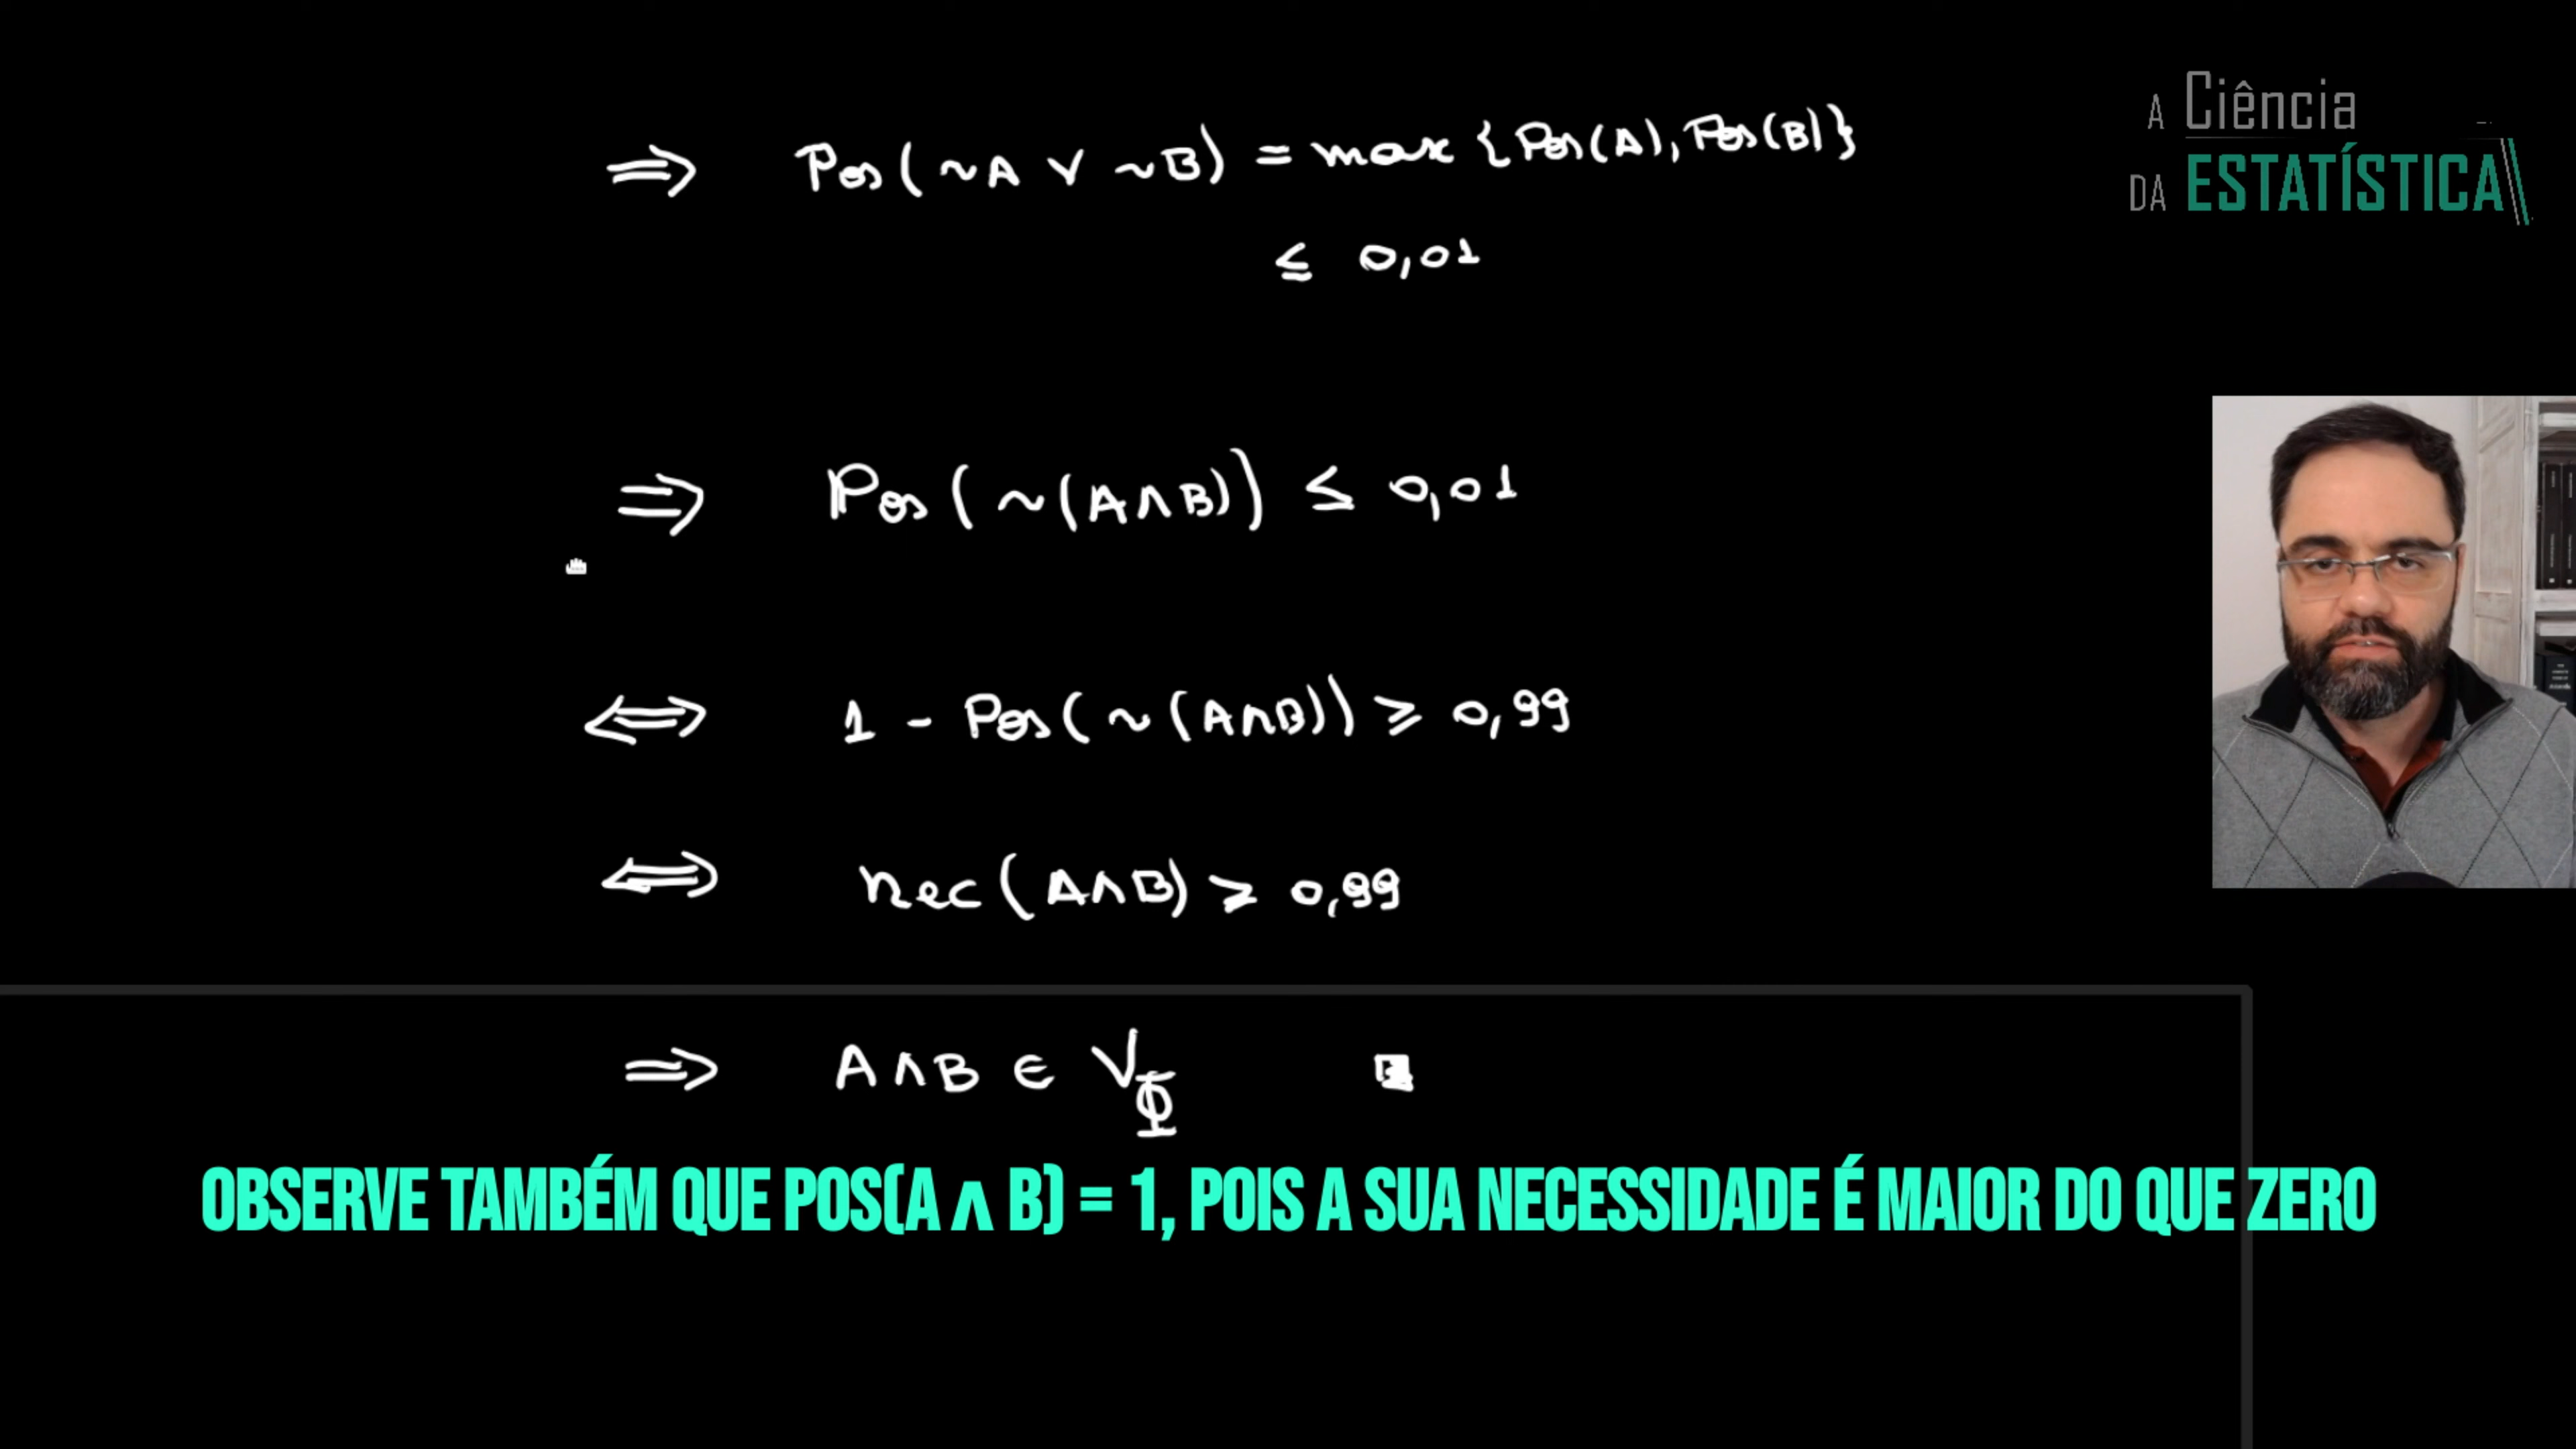 A Ciência
DA ESTATÍSTICA
⇒ Pos(~A ∨ ~B) = max {Pos(A), Pos(B)}
≤ 0,01
⇒ Pos(~(A∧B)) ≤ 0,01
⇔ 1 - Pos(~(A∧B)) ≥ 0,99
⇔ nec(A∧B) ≥ 0,99
⇒ A∧B ∈ V_Φ
OBSERVE TAMBÉM QUE POS(A ∧ B) = 1, POIS A SUA NECESSIDADE É MAIOR DO QUE ZERO